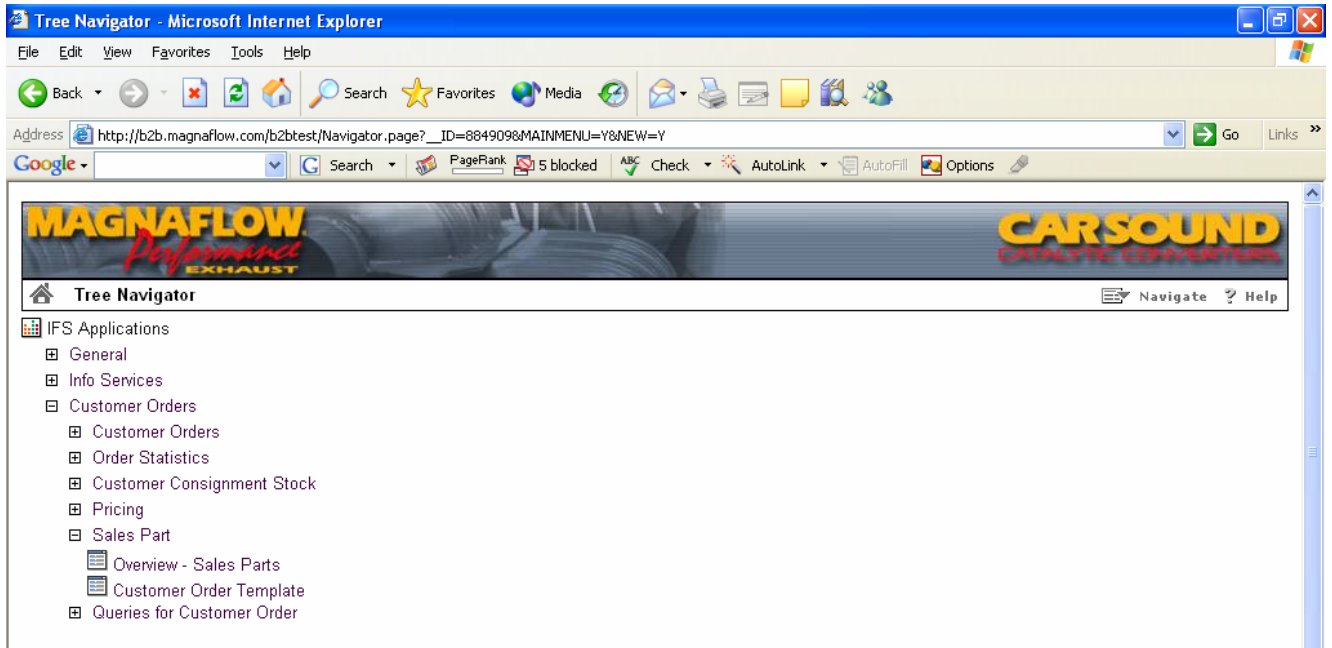 Tree Navigator - Microsoft Internet Explorer
File Edit View Favorites Tools Help
Back Search Favorites Media
Address http://b2b.magnaflow.com/b2btest/Navigator.page?__ID=884909&MAINMENU=Y&NEW=Y Go Links »
Google G Search PageRank 5 blocked ABC Check AutoLink AutoFill Options
MAGNAFLOW
Performance
EXHAUST
CARSOUND
CATALYTIC CONVERTERS
Tree Navigator Navigate ? Help
IFS Applications
General
Info Services
Customer Orders
Customer Orders
Order Statistics
Customer Consignment Stock
Pricing
Sales Part
Overview - Sales Parts
Customer Order Template
Queries for Customer Order